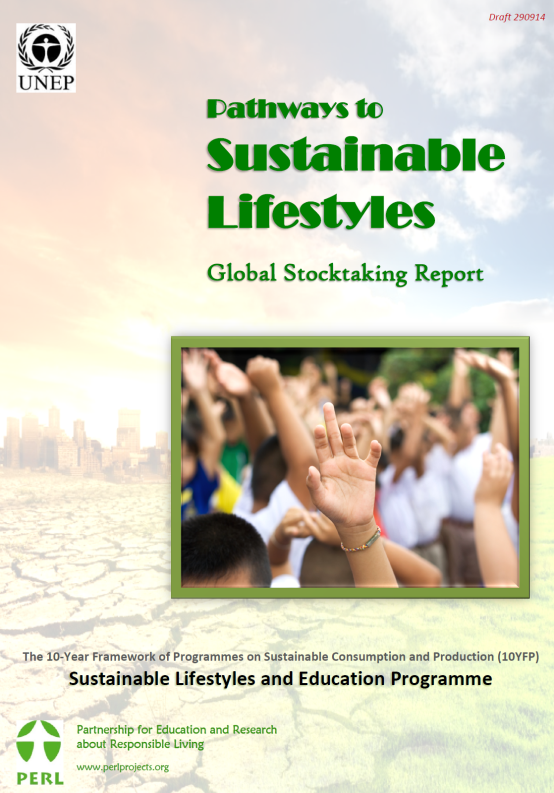 Draft 290914
UNEP
Pathways to
Sustainable
Lifestyles
Global Stocktaking Report
The 10-Year Framework of Programmes on Sustainable Consumption and Production (10YFP)
Sustainable Lifestyles and Education Programme
Partnership for Education and Research
about Responsible Living
www.perlprojects.org
PERL